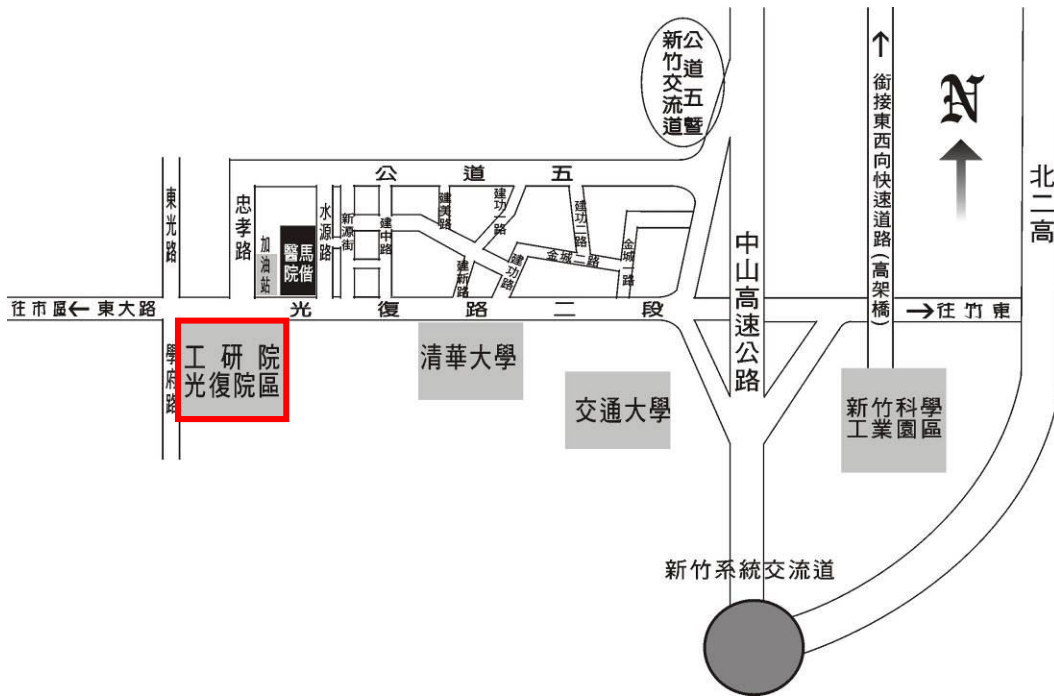 公道五暨
新竹交流道
N
銜接東西向快速道路(高架橋)
北二高
公道五
東光路
忠孝路
加油站
馬偕
醫院
水源路
新源街
建中路
建美路
建功一路
建功二路
建新路
建功路
金城二路
金城一路
中山高速公路
往市區←東大路
光復路二段
→往竹東
學府路
工研院
光復院區
清華大學
交通大學
新竹科學
工業園區
新竹系統交流道